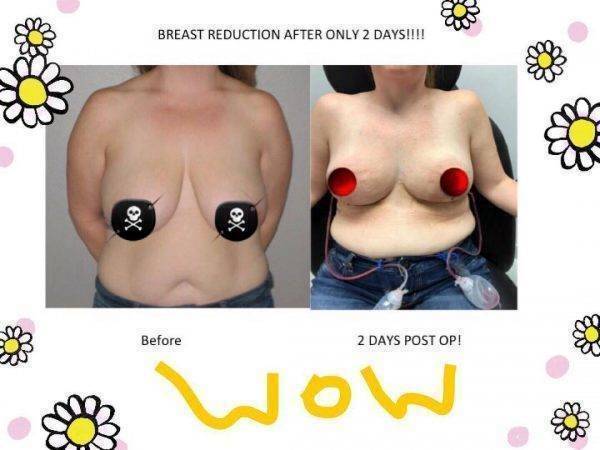 BREAST REDUCTION AFTER ONLY 2 DAYS!!!!
Before
2 DAYS POST OP!
WOW